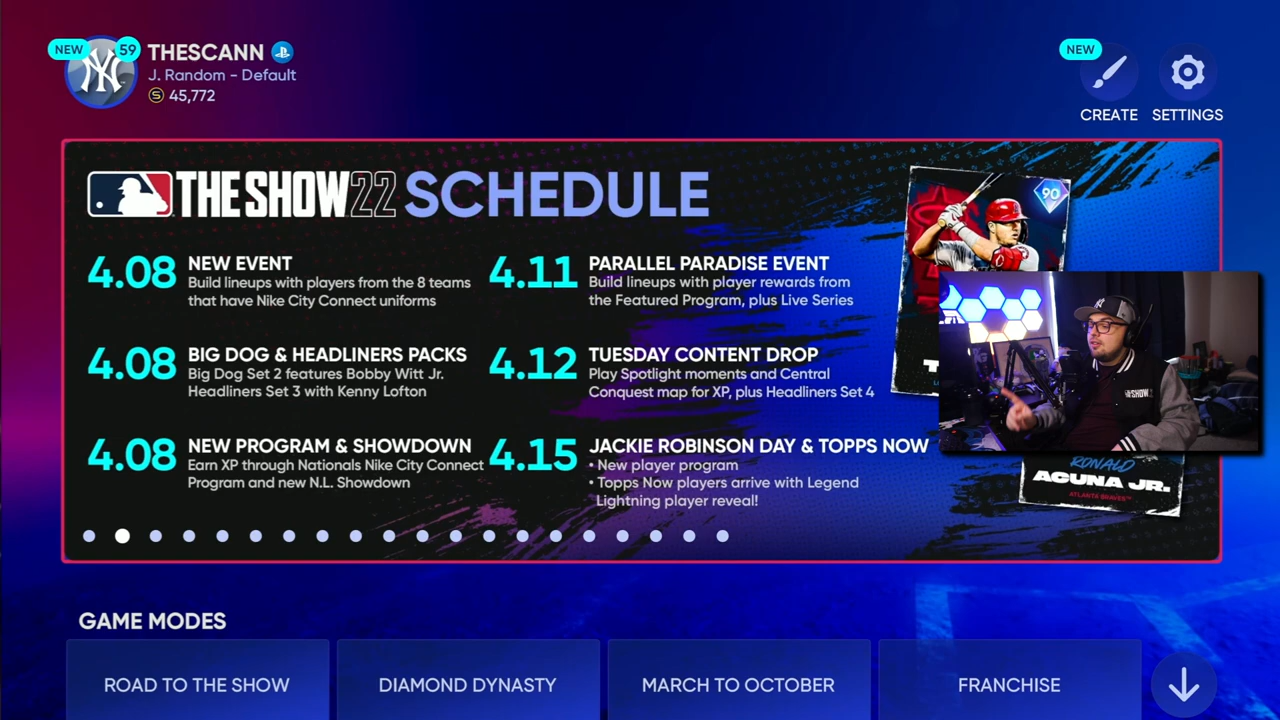 NEW
59
THESCANN
J. Random - Default
S 45,772
NEW
CREATE
SETTINGS
THE SHOW 22 SCHEDULE
4.08 NEW EVENT
Build lineups with players from the 8 teams
that have Nike City Connect uniforms
4.08 BIG DOG & HEADLINERS PACKS
Big Dog Set 2 features Bobby Witt Jr.
Headliners Set 3 with Kenny Lofton
4.08 NEW PROGRAM & SHOWDOWN
Earn XP through Nationals Nike City Connect
Program and new N.L. Showdown
4.11 PARALLEL PARADISE EVENT
Build lineups with player rewards from
the Featured Program, plus Live Series
4.12 TUESDAY CONTENT DROP
Play Spotlight moments and Central
Conquest map for XP, plus Headliners Set 4
4.15 JACKIE ROBINSON DAY & TOPPS NOW
• New player program
• Topps Now players arrive with Legend
Lightning player reveal!
90
RONALD
ACUNA JR.
ATLANTA BRAVES™
GAME MODES
ROAD TO THE SHOW
DIAMOND DYNASTY
MARCH TO OCTOBER
FRANCHISE